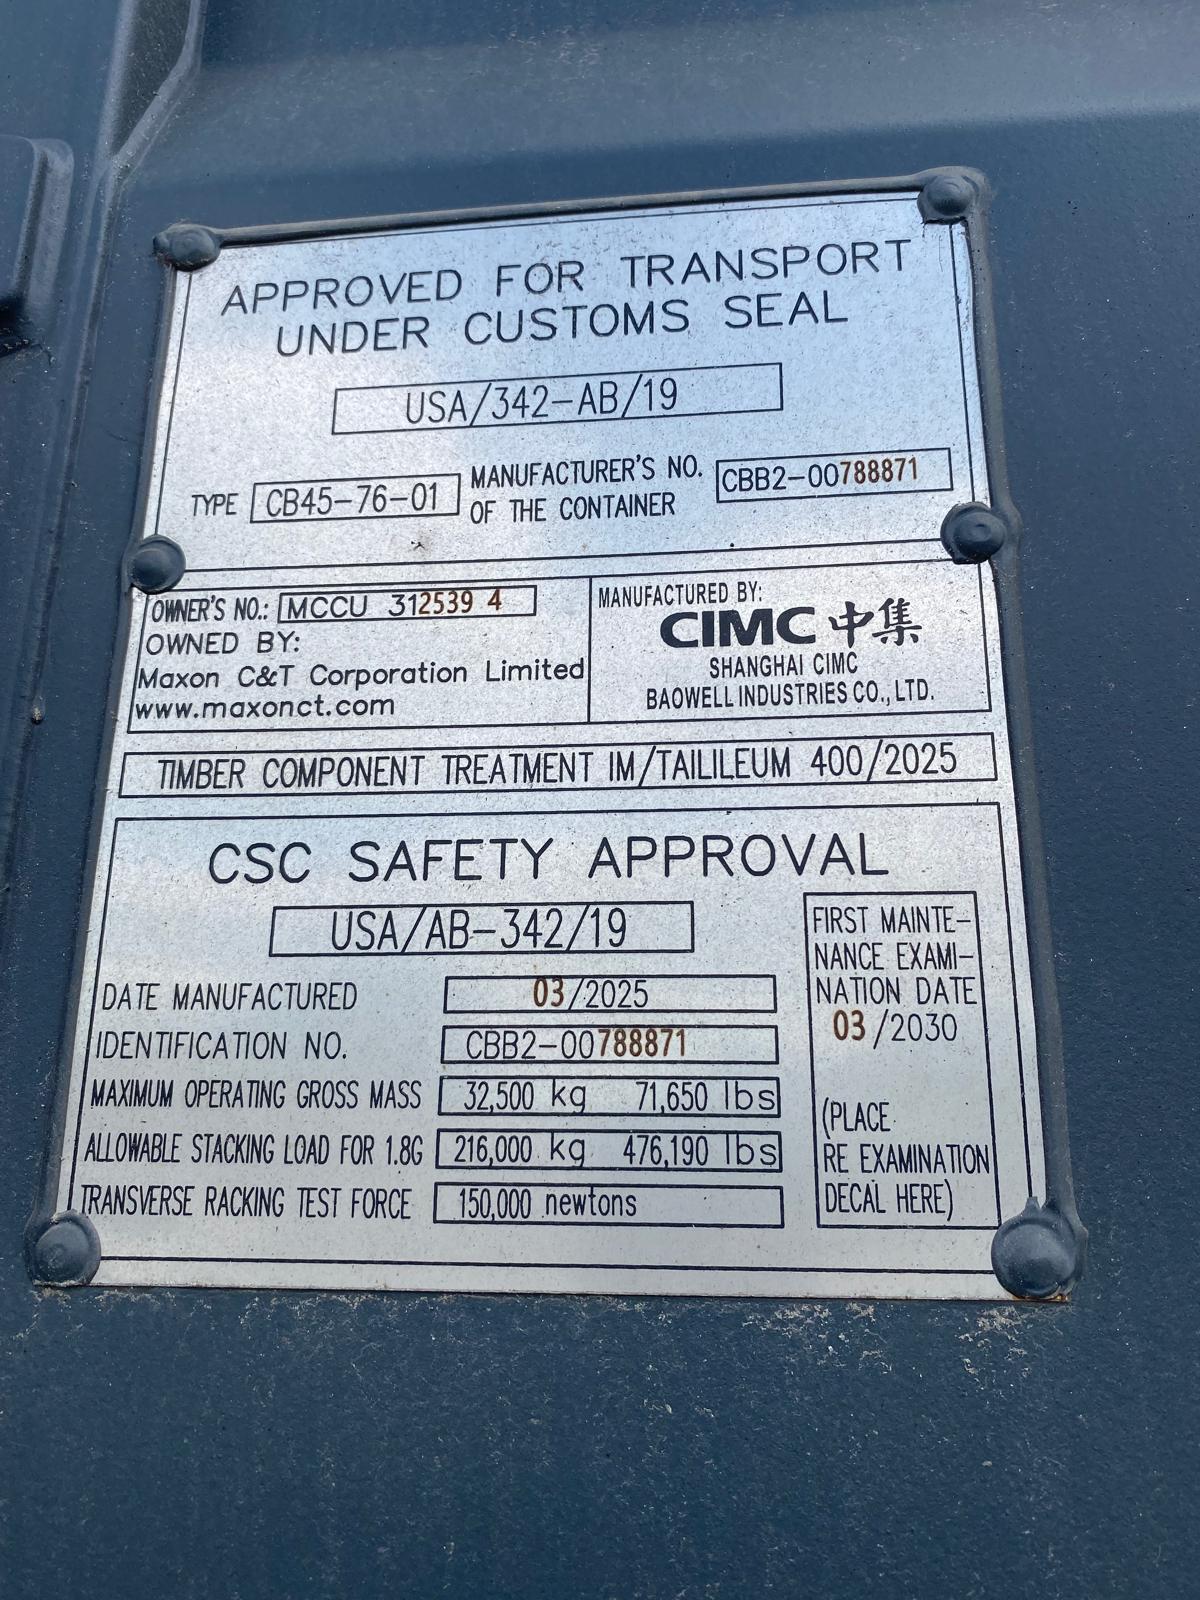 APPROVED FOR TRANSPORT
UNDER CUSTOMS SEAL
USA/342-AB/19
TYPE CB45-76-01 MANUFACTURER'S NO. OF THE CONTAINER CBB2-00788871
OWNER'S NO.: MCCU 312539 4
OWNED BY:
Maxon C&T Corporation Limited
www.maxonct.com
MANUFACTURED BY:
CIMC 中集
SHANGHAI CIMC
BAOWELL INDUSTRIES CO., LTD.
TIMBER COMPONENT TREATMENT IM/TAILILEUM 400/2025
CSC SAFETY APPROVAL
USA/AB-342/19
DATE MANUFACTURED 03/2025
IDENTIFICATION NO. CBB2-00788871
MAXIMUM OPERATING GROSS MASS 32,500 kg 71,650 lbs
ALLOWABLE STACKING LOAD FOR 1.8G 216,000 kg 476,190 lbs
TRANSVERSE RACKING TEST FORCE 150,000 newtons
FIRST MAINTE-
NANCE EXAMI-
NATION DATE
03/2030
(PLACE
RE EXAMINATION
DECAL HERE)